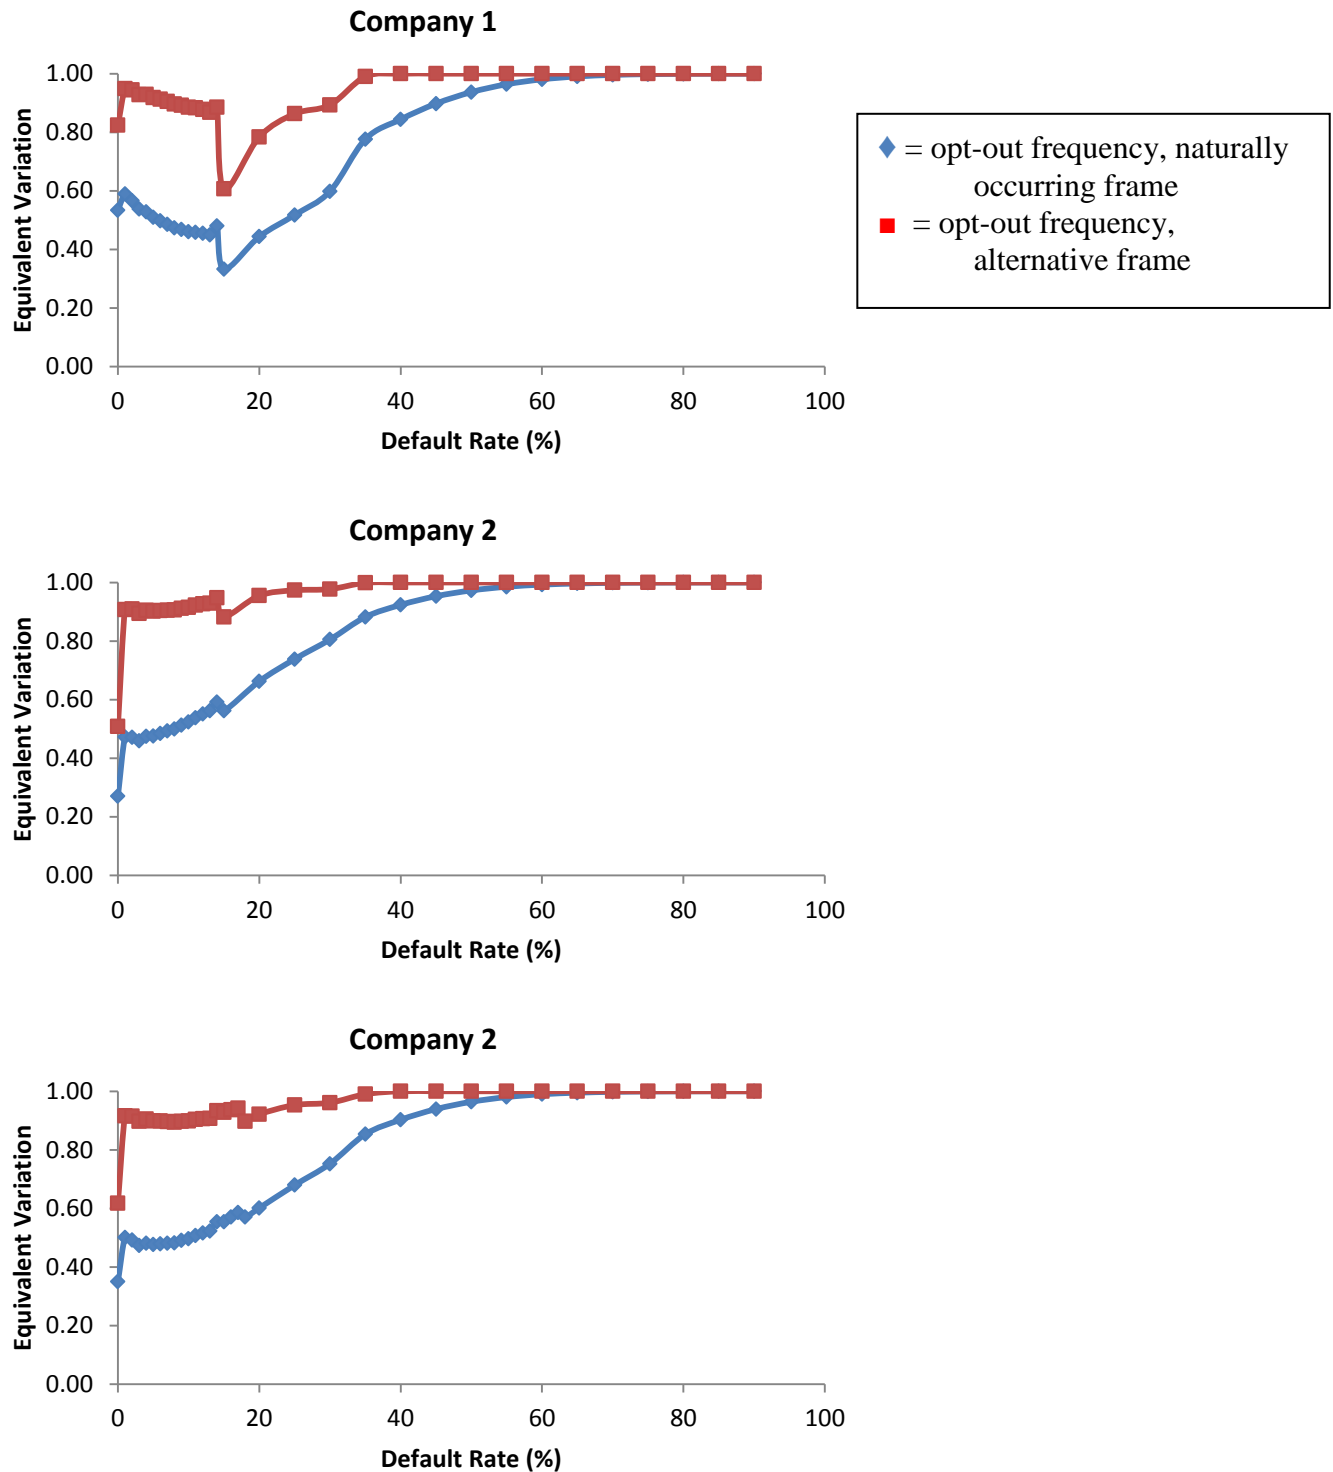 Company 1
Equivalent Variation
1.00
0.80
0.60
0.40
0.20
0.00
0 20 40 60 80 100
Default Rate (%)
= opt-out frequency, naturally
occurring frame
= opt-out frequency,
alternative frame
Company 2
Equivalent Variation
1.00
0.80
0.60
0.40
0.20
0.00
0 20 40 60 80 100
Default Rate (%)
Company 2
Equivalent Variation
1.00
0.80
0.60
0.40
0.20
0.00
0 20 40 60 80 100
Default Rate (%)